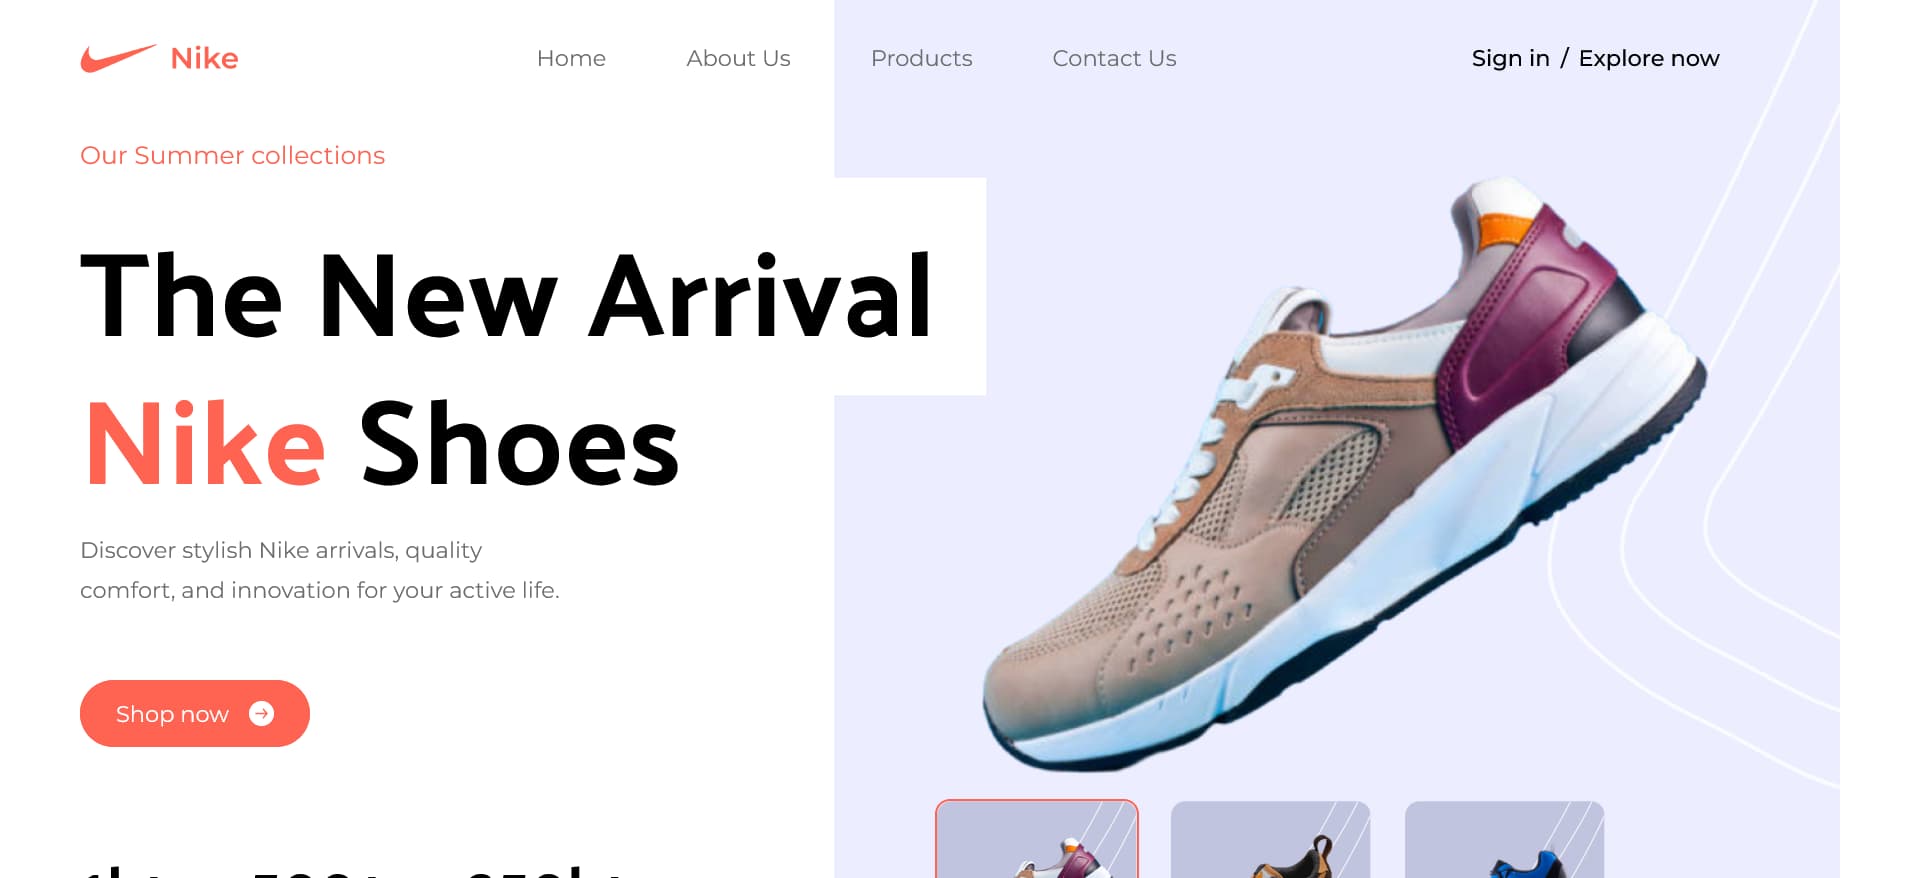 Nike
Home
About Us
Products
Contact Us
Sign in / Explore now
Our Summer collections
The New Arrival
Nike Shoes
Discover stylish Nike arrivals, quality
comfort, and innovation for your active life.
Shop now